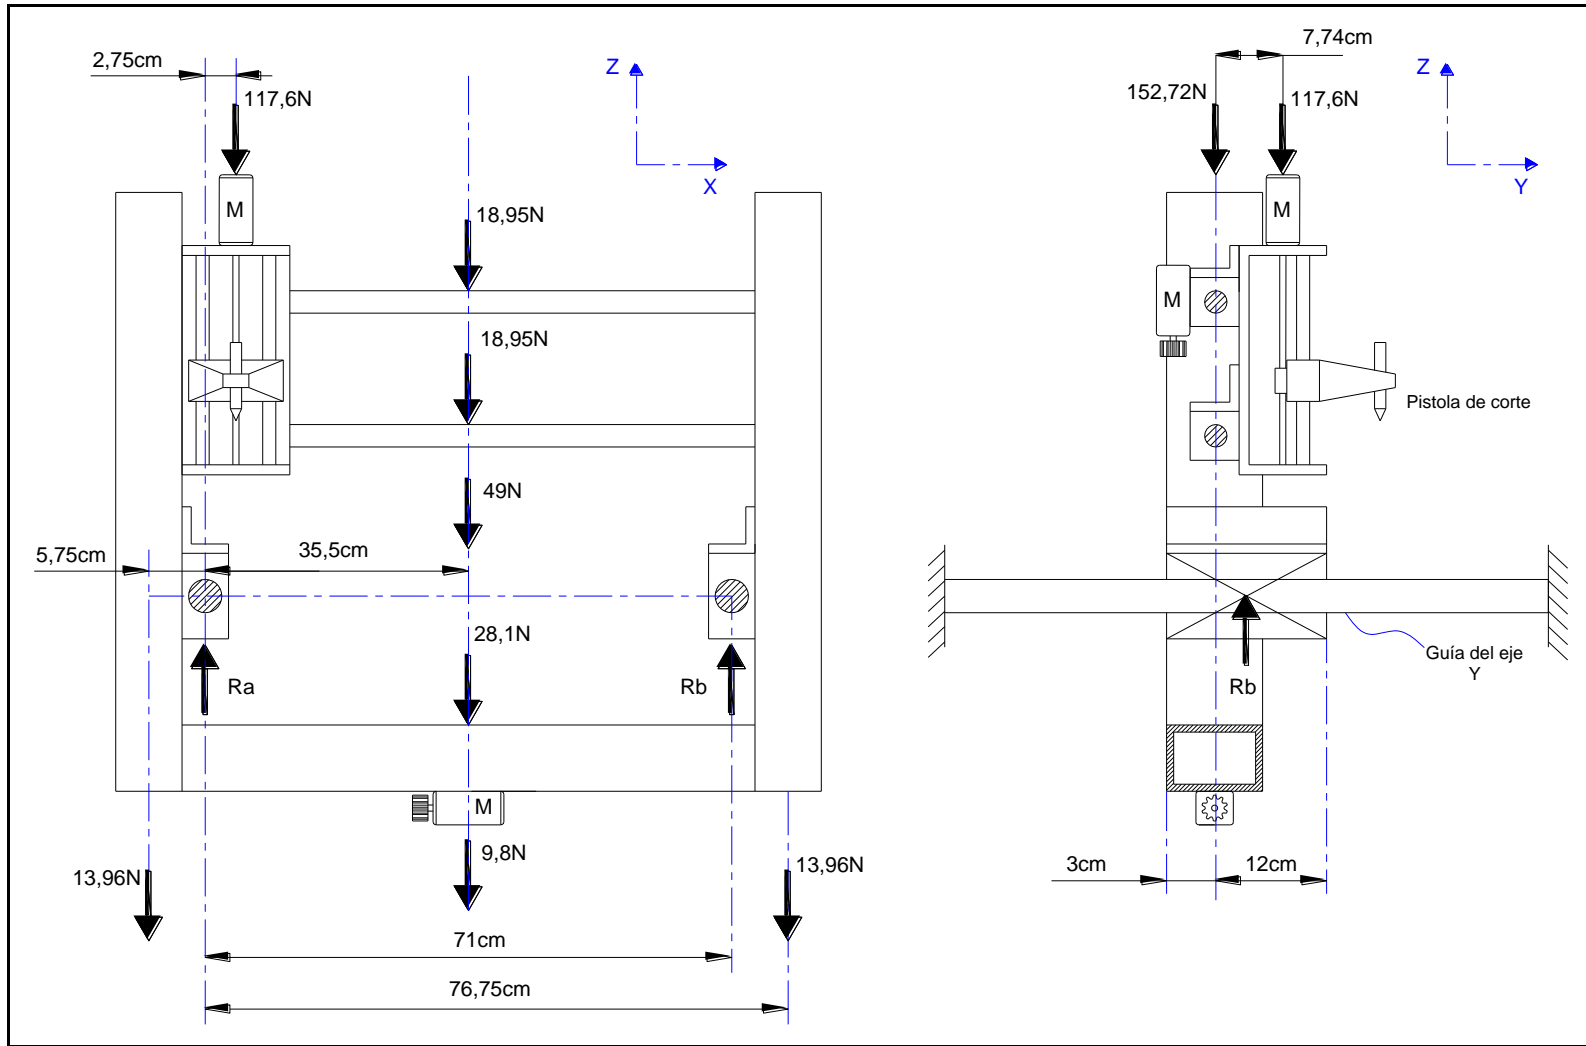 2,75cm
117,6N
Z
X
M
18,95N
18,95N
49N
5,75cm
35,5cm
28,1N
Ra
Rb
M
9,8N
13,96N
13,96N
71cm
76,75cm
7,74cm
152,72N
117,6N
Z
Y
M
M
Pistola de corte
Guía del eje
Y
Rb
3cm
12cm